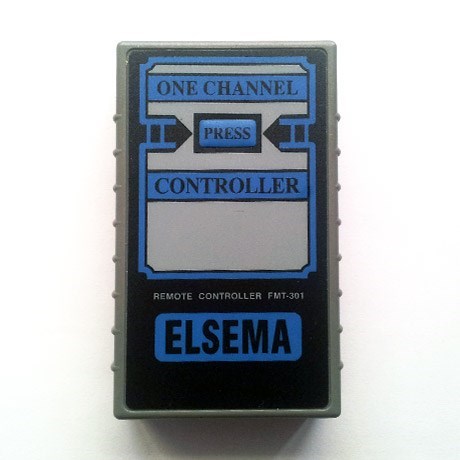 ONE CHANNEL
PRESS
CONTROLLER
REMOTE CONTROLLER FMT-301
ELSEMA